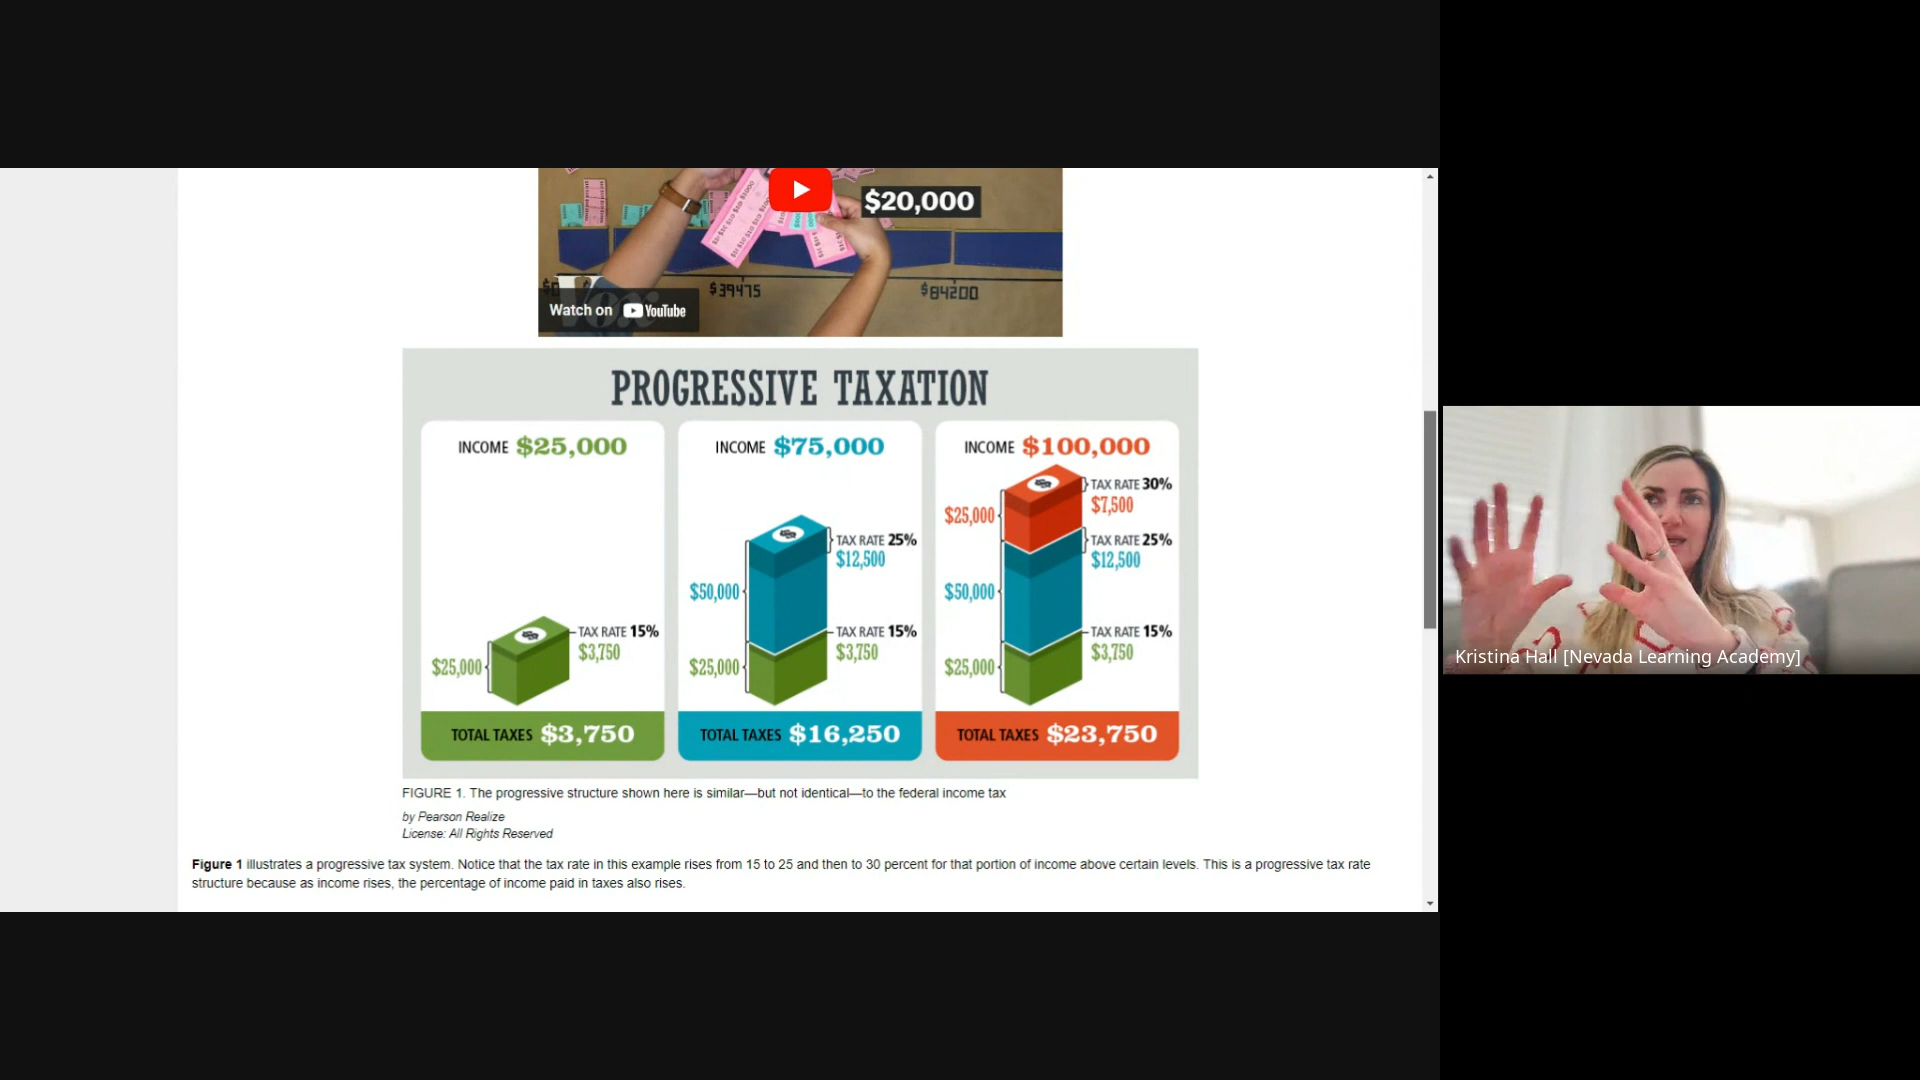 $20,000
$39475
$84200
Watch on YouTube
PROGRESSIVE TAXATION
INCOME $25,000
TAX RATE 15%
$3,750
$25,000
TOTAL TAXES $3,750
INCOME $75,000
TAX RATE 25%
$12,500
$50,000
TAX RATE 15%
$3,750
$25,000
TOTAL TAXES $16,250
INCOME $100,000
TAX RATE 30%
$7,500
$25,000
TAX RATE 25%
$12,500
$50,000
TAX RATE 15%
$3,750
$25,000
TOTAL TAXES $23,750
FIGURE 1. The progressive structure shown here is similar—but not identical—to the federal income tax
by Pearson Realize
License: All Rights Reserved
Figure 1 illustrates a progressive tax system. Notice that the tax rate in this example rises from 15 to 25 and then to 30 percent for that portion of income above certain levels. This is a progressive tax rate
structure because as income rises, the percentage of income paid in taxes also rises.
Kristina Hall [Nevada Learning Academy]